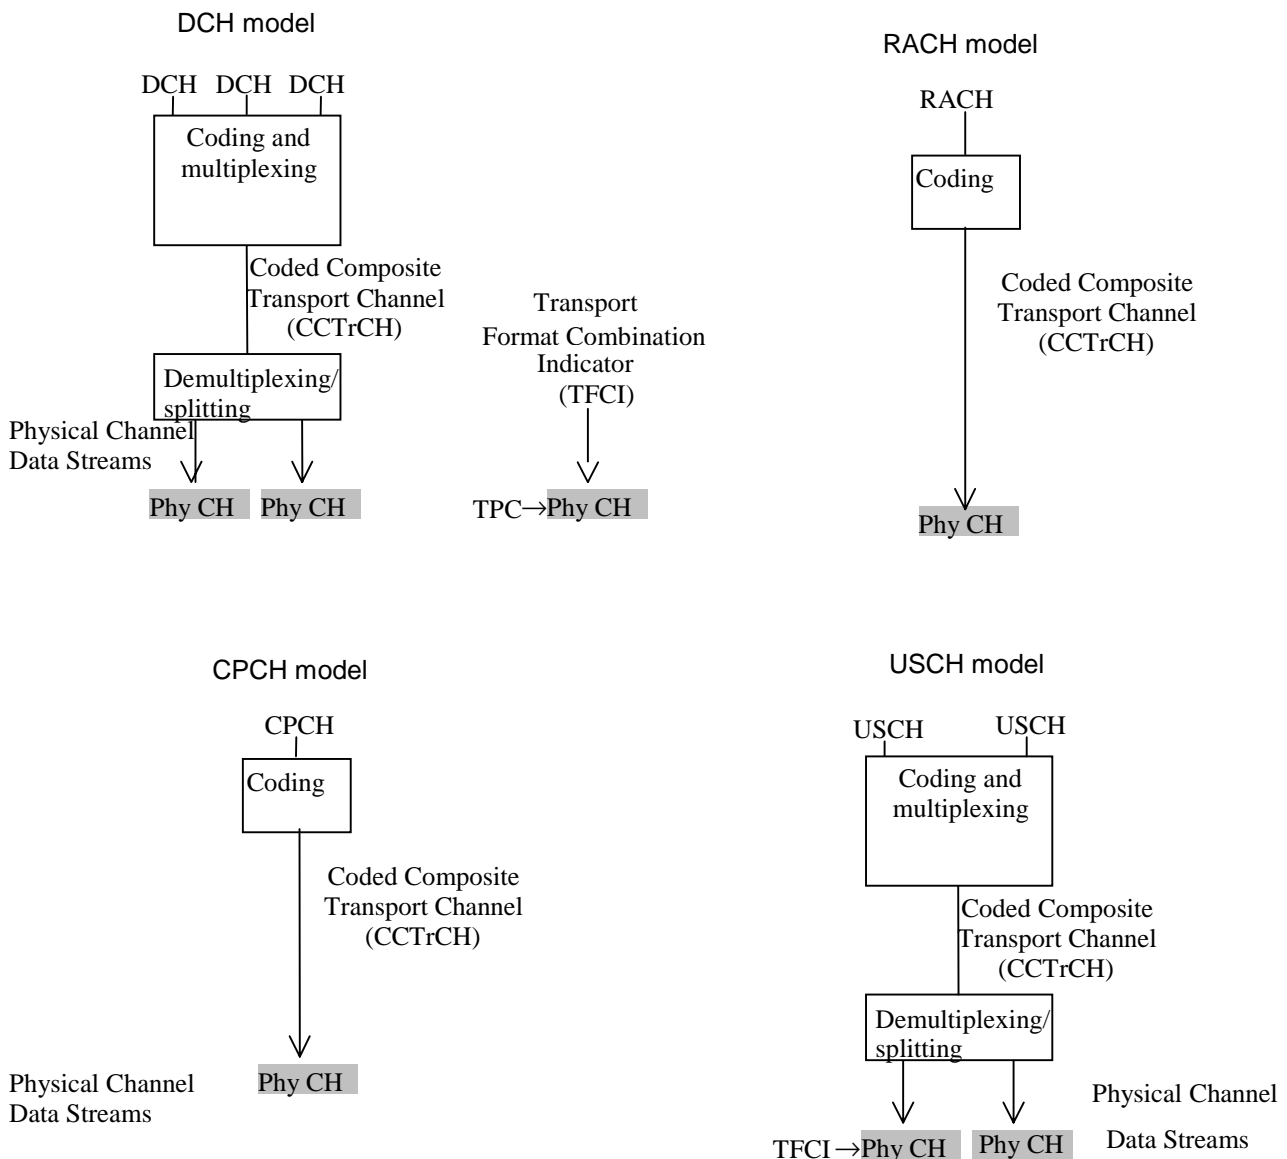 DCH model
DCH DCH DCH
Coding and
multiplexing
Coded Composite
Transport Channel
(CCTrCH)
Demultiplexing/
splitting
Physical Channel
Data Streams
Phy CH Phy CH
Transport
Format Combination
Indicator
(TFCI)
TPC→Phy CH
RACH model
RACH
Coding
Coded Composite
Transport Channel
(CCTrCH)
Phy CH
CPCH model
CPCH
Coding
Coded Composite
Transport Channel
(CCTrCH)
Physical Channel
Data Streams
Phy CH
USCH model
USCH USCH
Coding and
multiplexing
Coded Composite
Transport Channel
(CCTrCH)
Demultiplexing/
splitting
Physical Channel
Data Streams
TFCI→Phy CH Phy CH